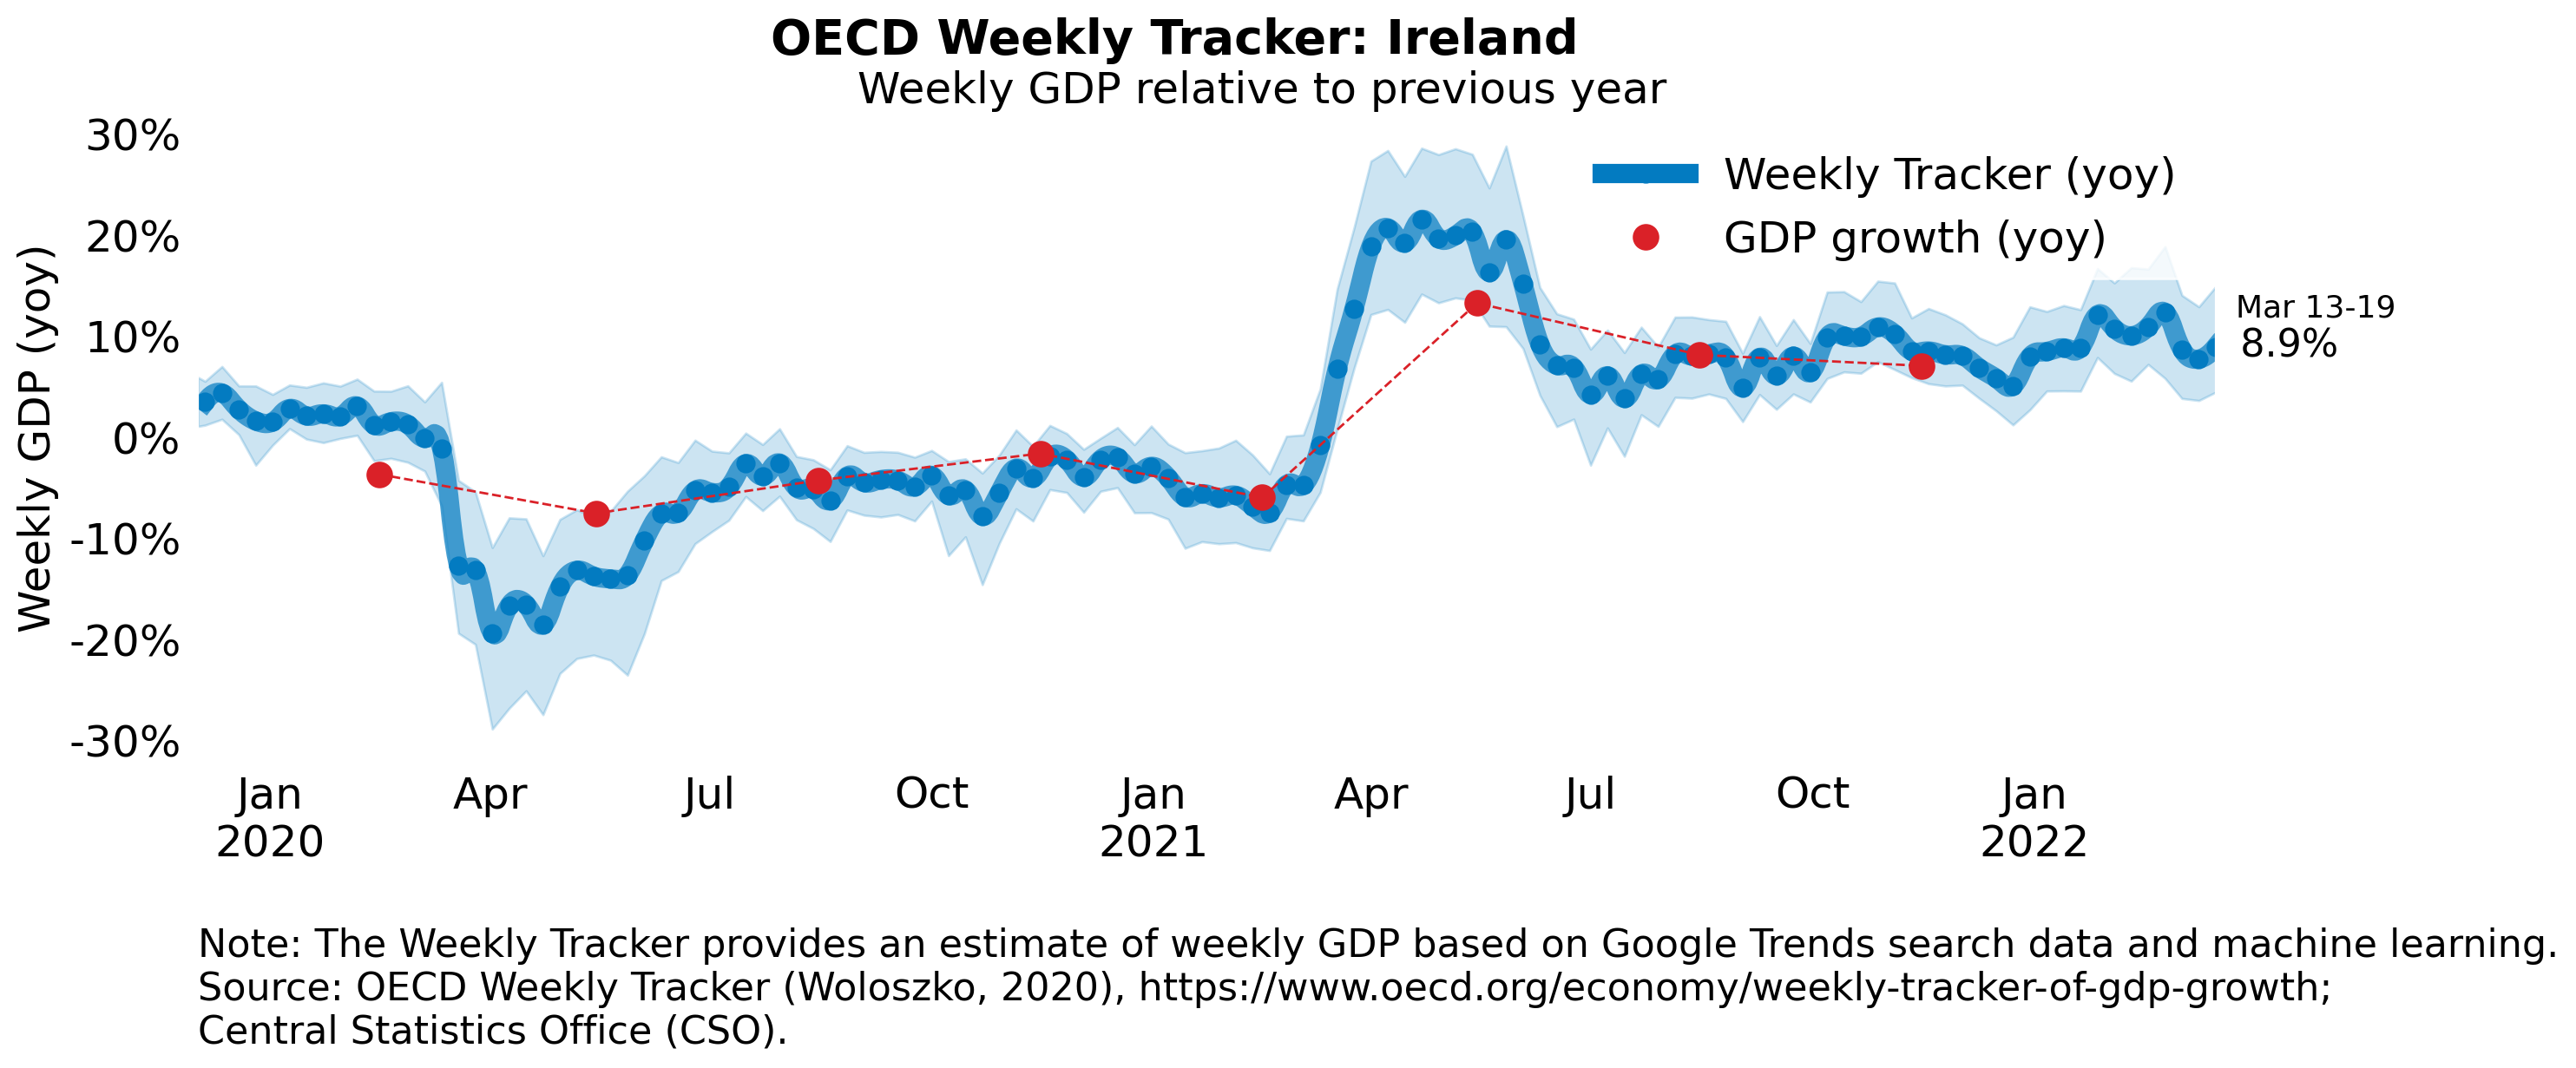 OECD Weekly Tracker: Ireland
Weekly GDP relative to previous year
30%
20%
10%
0%
-10%
-20%
-30%
Weekly GDP (yoy)
Weekly Tracker (yoy)
GDP growth (yoy)
Mar 13-19
8.9%
Jan Apr Jul Oct Jan Apr Jul Oct Jan
2020 2021 2022
Note: The Weekly Tracker provides an estimate of weekly GDP based on Google Trends search data and machine learning.
Source: OECD Weekly Tracker (Woloszko, 2020), https://www.oecd.org/economy/weekly-tracker-of-gdp-growth;
Central Statistics Office (CSO).